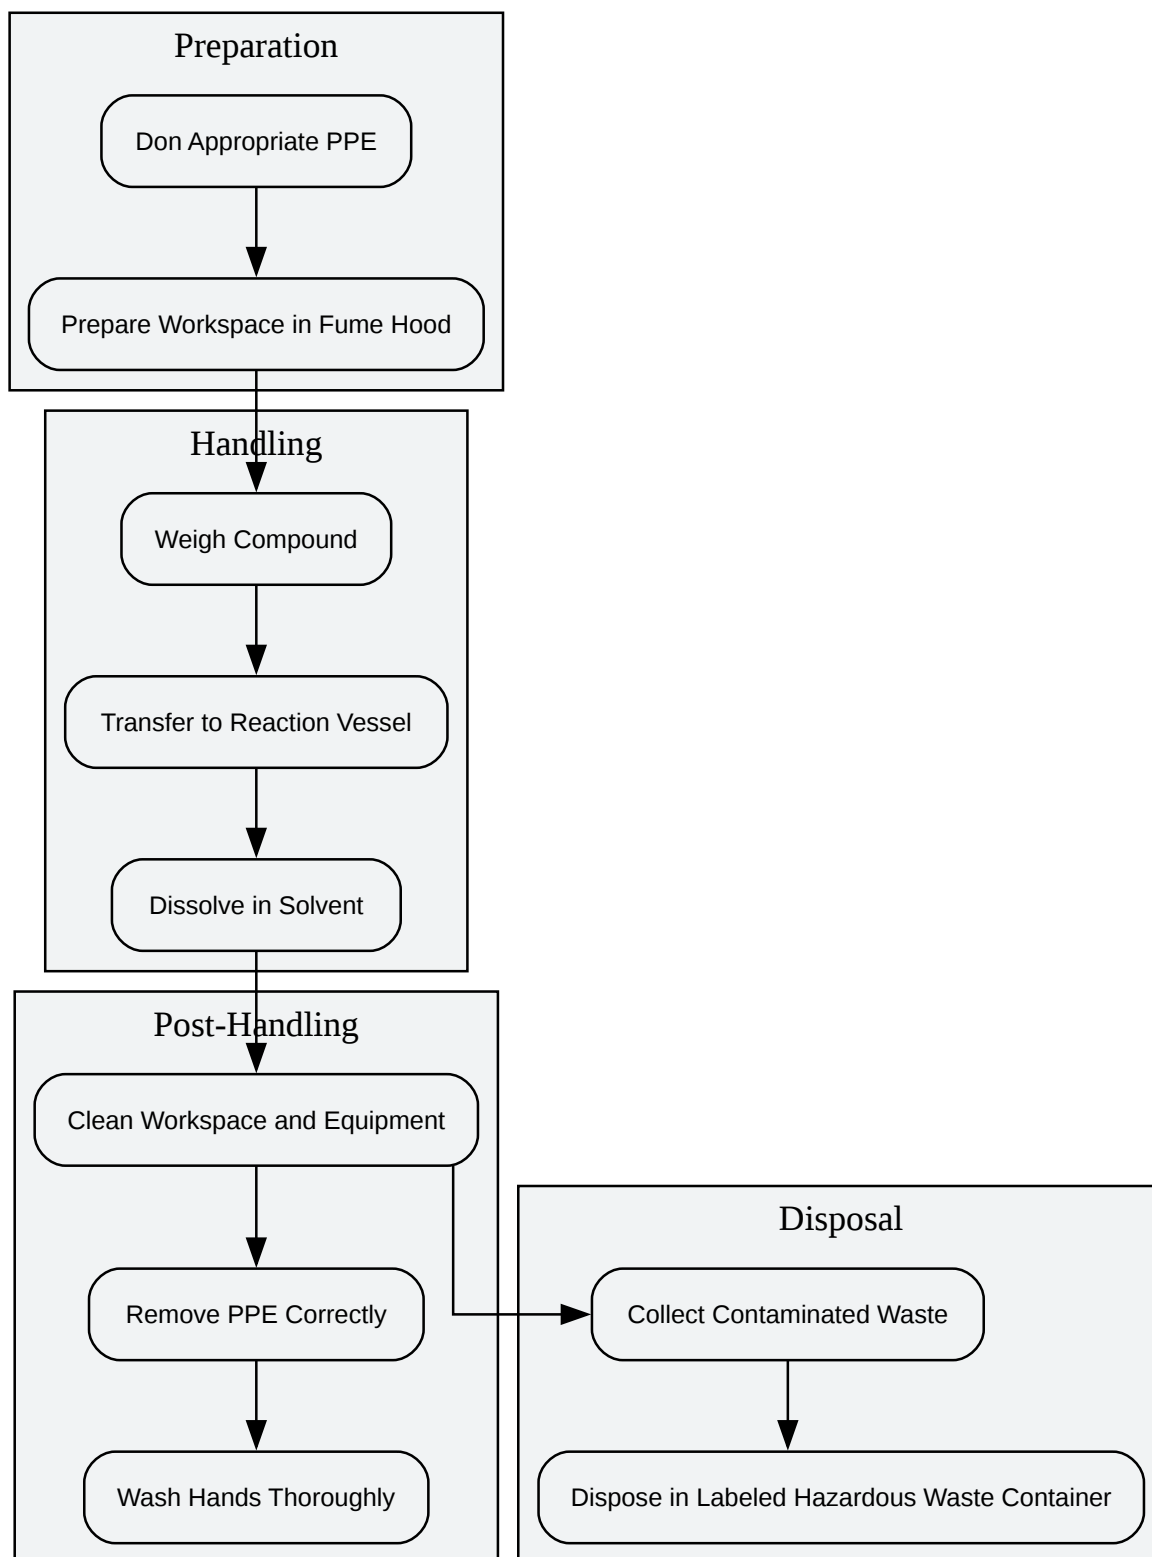 Preparation
Don Appropriate PPE
Prepare Workspace in Fume Hood
Handling
Weigh Compound
Transfer to Reaction Vessel
Dissolve in Solvent
Post-Handling
Clean Workspace and Equipment
Remove PPE Correctly
Wash Hands Thoroughly
Disposal
Collect Contaminated Waste
Dispose in Labeled Hazardous Waste Container